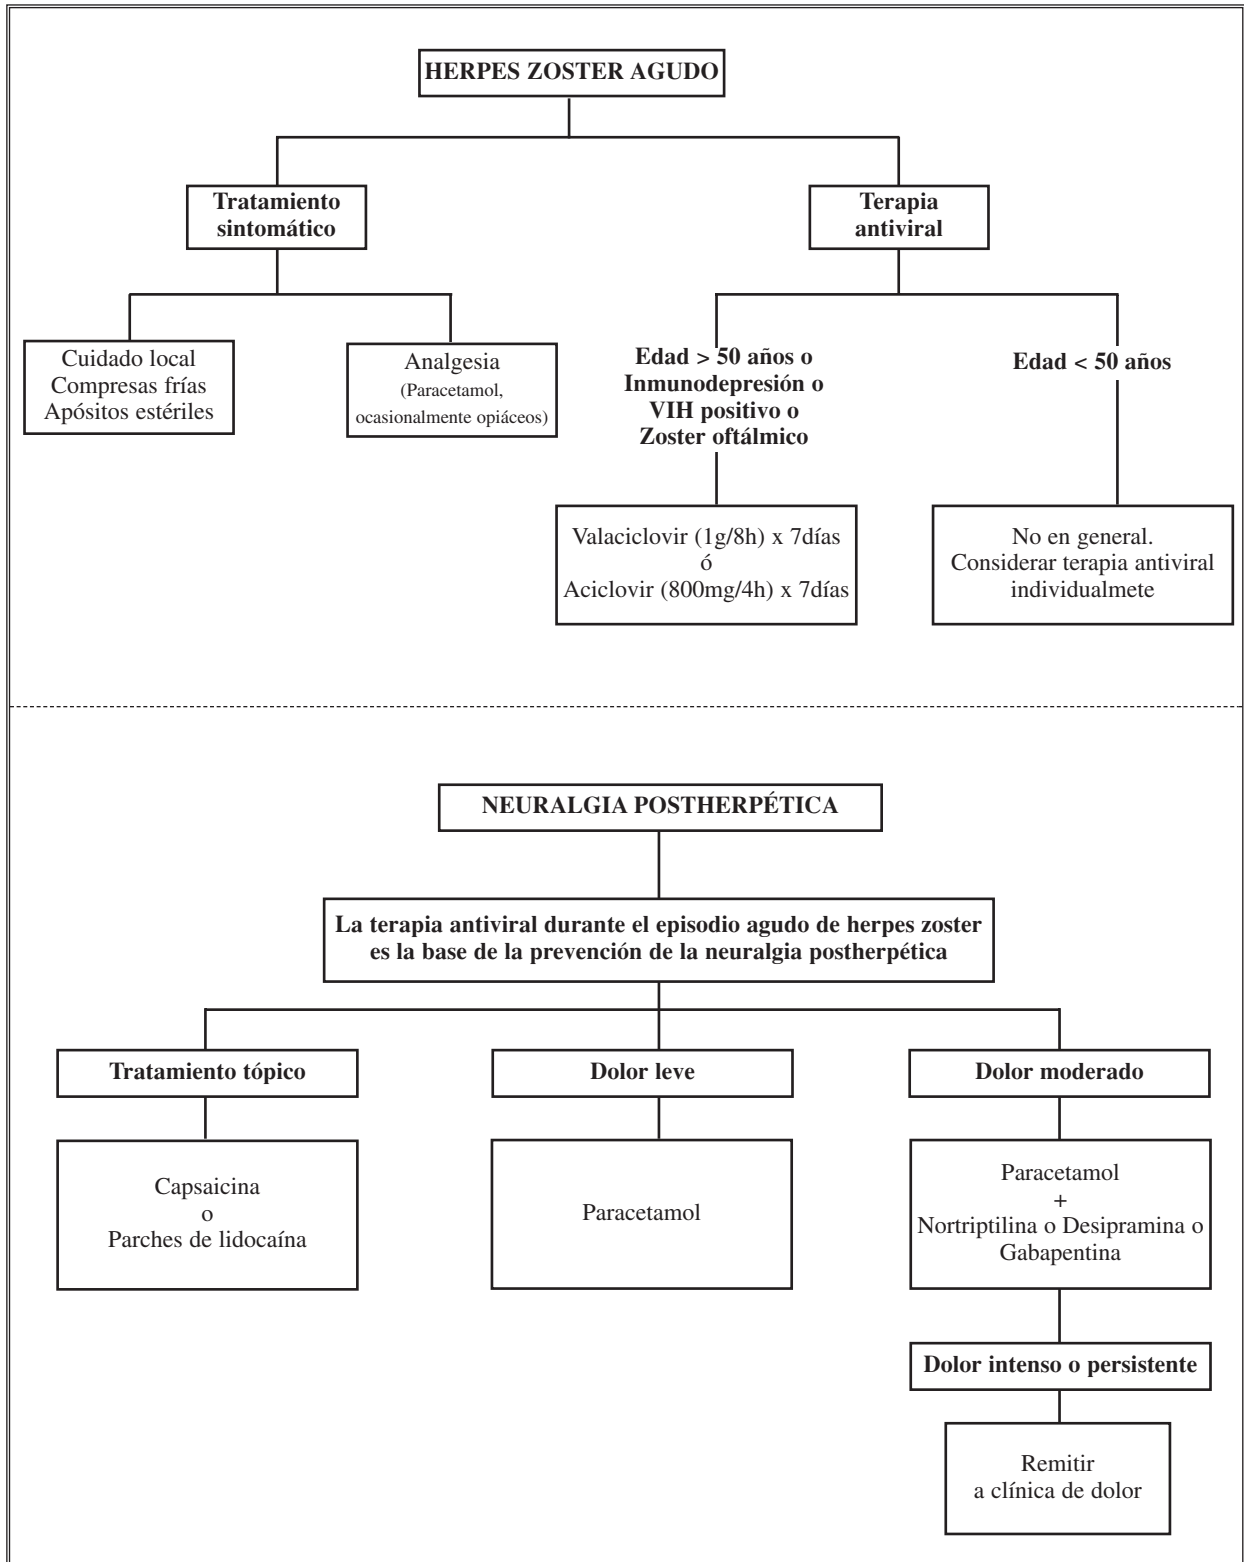 HERPES ZOSTER AGUDO
Tratamiento
sintomático
Terapia
antiviral
Cuidado local
Compresas frías
Apósitos estériles
Analgesia
(Paracetamol,
ocasionalmente opiáceos)
Edad > 50 años o
Inmunodepresión o
VIH positivo o
Zoster oftálmico
Edad < 50 años
Valaciclovir (1g/8h) x 7días
ó
Aciclovir (800mg/4h) x 7días
No en general.
Considerar terapia antiviral
individualmete
NEURALGIA POSTHERPÉTICA
La terapia antiviral durante el episodio agudo de herpes zoster
es la base de la prevención de la neuralgia postherpética
Tratamiento tópico
Dolor leve
Dolor moderado
Capsaicina
o
Parches de lidocaína
Paracetamol
Paracetamol
+
Nortriptilina o Desipramina o
Gabapentina
Dolor intenso o persistente
Remitir
a clínica de dolor